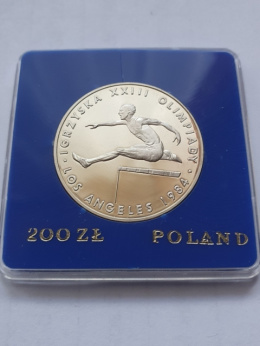 · IGRZYSKA XXIII OLIMPIADY ·
LOS ANGELES 1984
200 ZŁ POLAND